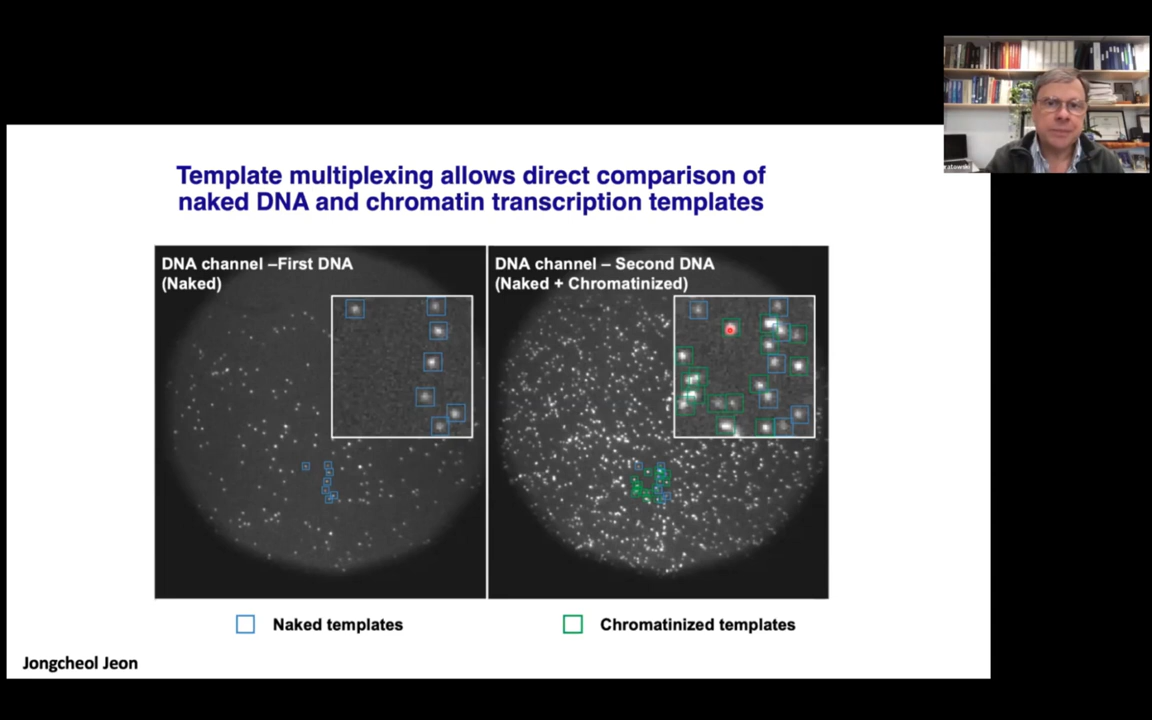 Template multiplexing allows direct comparison of
naked DNA and chromatin transcription templates
DNA channel –First DNA
(Naked)
DNA channel – Second DNA
(Naked + Chromatinized)
Naked templates
Chromatinized templates
Jongcheol Jeon
ratowski